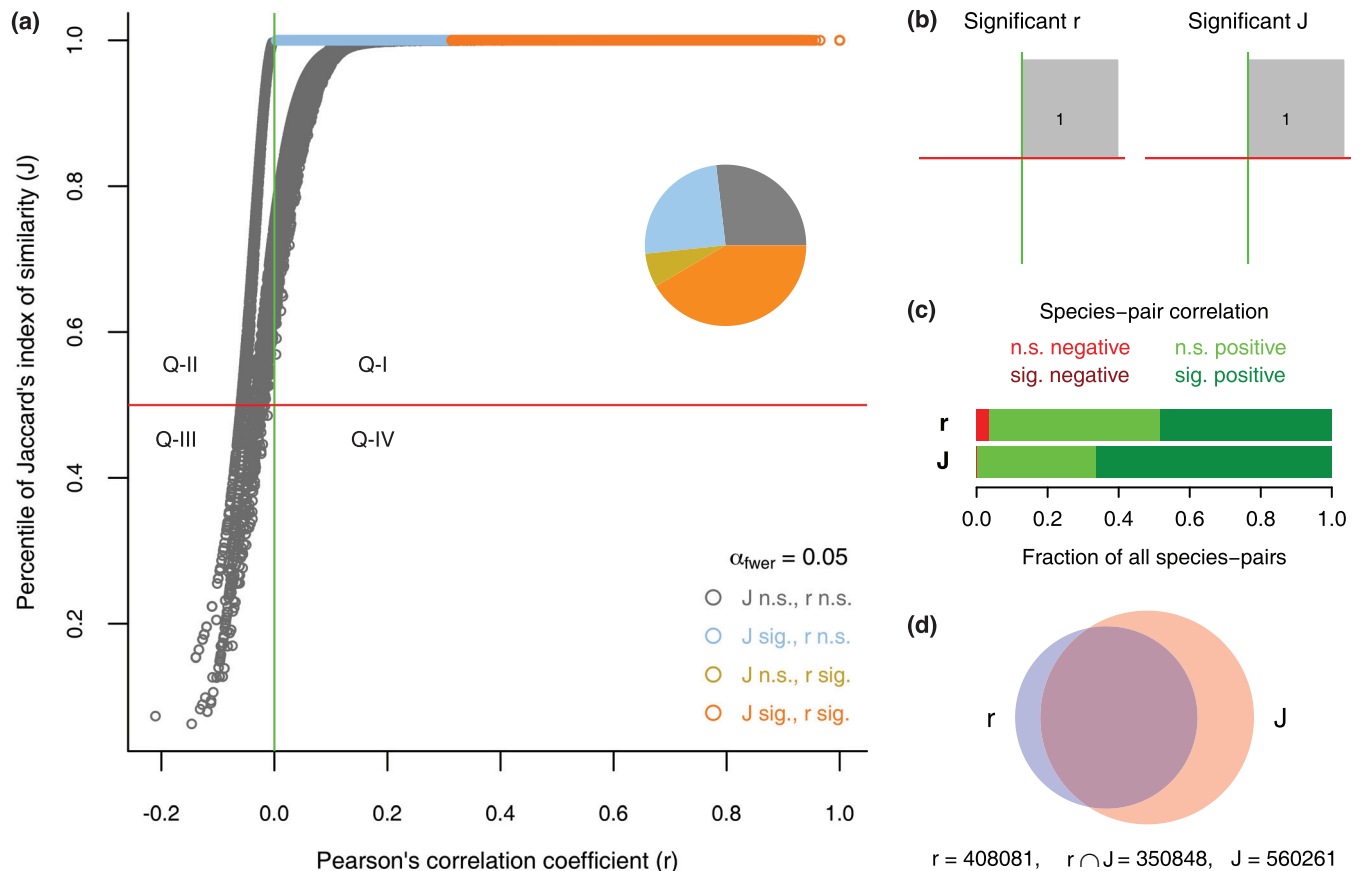 (a)
Percentile of Jaccard's index of similarity (J)
1.0
0.8
0.6
0.4
0.2
Q-II
Q-I
Q-III
Q-IV
αfwer = 0.05
J n.s., r n.s.
J sig., r n.s.
J n.s., r sig.
J sig., r sig.
-0.2 0.0 0.2 0.4 0.6 0.8 1.0
Pearson's correlation coefficient (r)
(b)
Significant r Significant J
1 1
(c)
Species−pair correlation
n.s. negative n.s. positive
sig. negative sig. positive
r
J
0.0 0.2 0.4 0.6 0.8 1.0
Fraction of all species−pairs
(d)
r J
r = 408081, r ∩ J = 350848, J = 560261